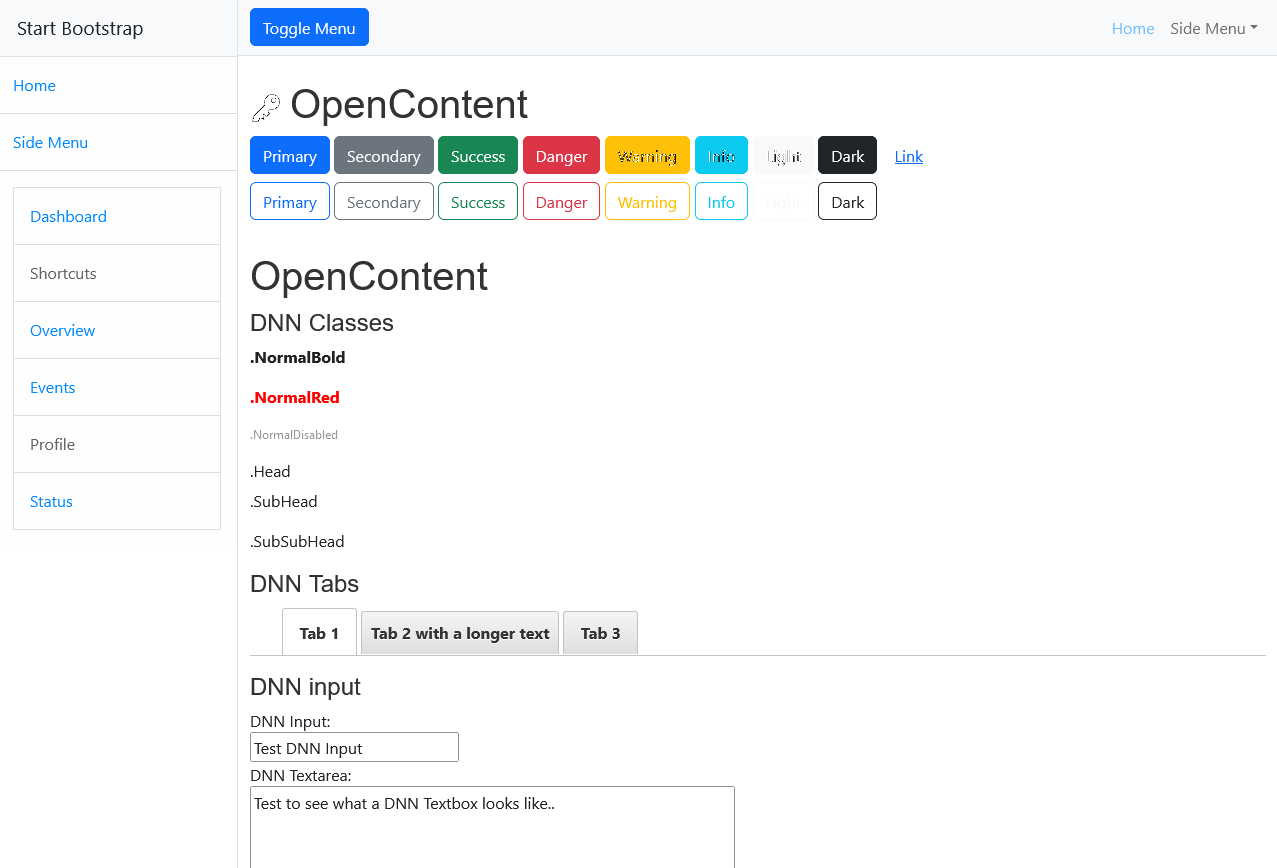 Start Bootstrap
Toggle Menu
Home Side Menu
Home
Side Menu
Dashboard
Shortcuts
Overview
Events
Profile
Status
OpenContent
Primary Secondary Success Danger Warning Info Light Dark Link
Primary Secondary Success Danger Warning Info Light Dark
OpenContent
DNN Classes
.NormalBold
.NormalRed
.NormalDisabled
.Head
.SubHead
.SubSubHead
DNN Tabs
Tab 1 Tab 2 with a longer text Tab 3
DNN input
DNN Input:
Test DNN Input
DNN Textarea:
Test to see what a DNN Textbox looks like..